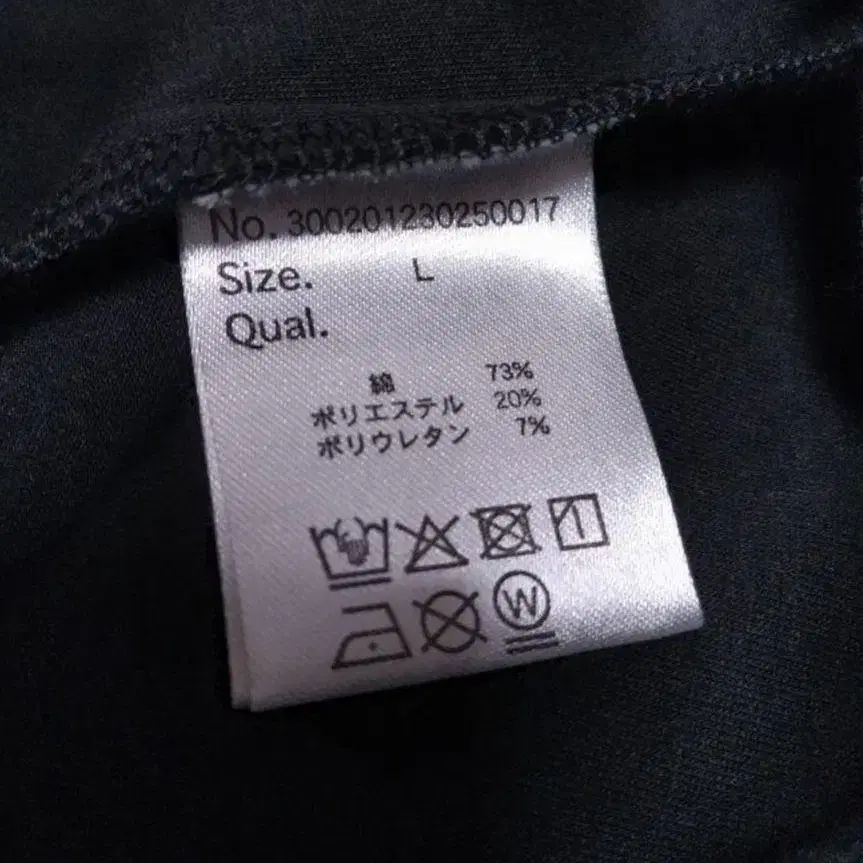 No. 300201230250017
Size. L
Qual.
綿 73%
ポリエステル 20%
ポリウレタン 7%
W